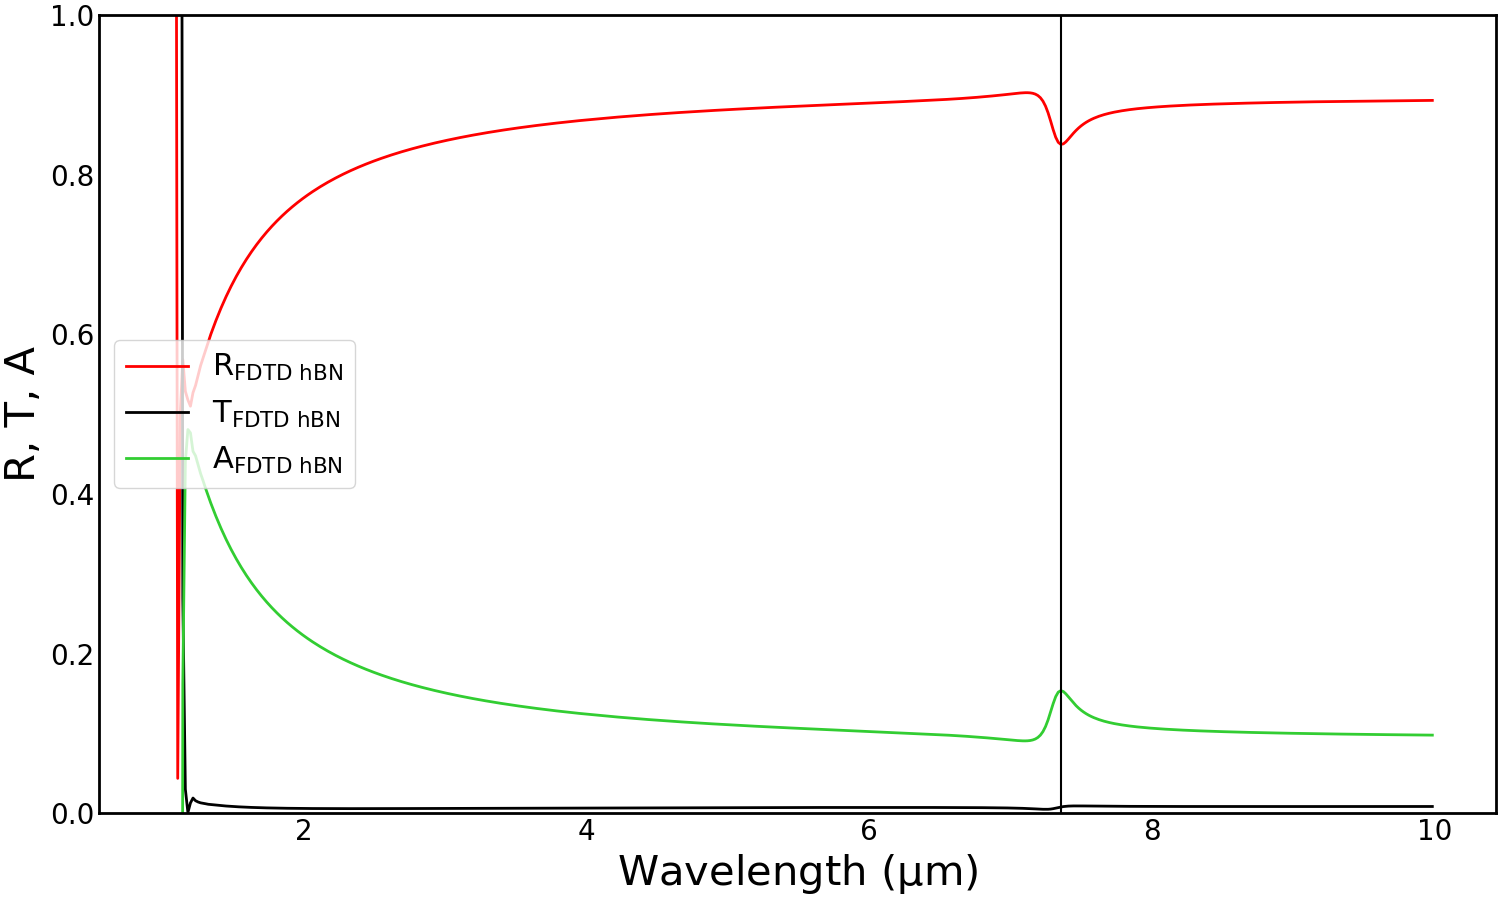 1.0
0.8
0.6
0.4
0.2
0.0
R, T, A
R_FDTD hBN
T_FDTD hBN
A_FDTD hBN
2 4 6 8 10
Wavelength (μm)